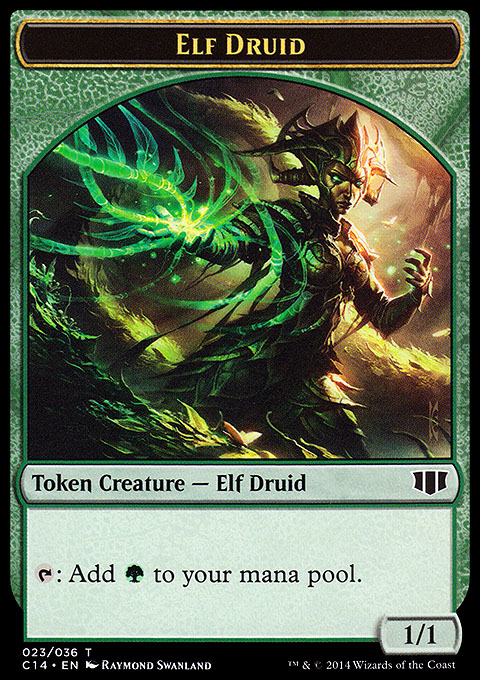 ELF DRUID
Token Creature — Elf Druid
: Add to your mana pool.
1/1
023/036 T
C14 • EN RAYMOND SWANLAND
™ & © 2014 Wizards of the Coast